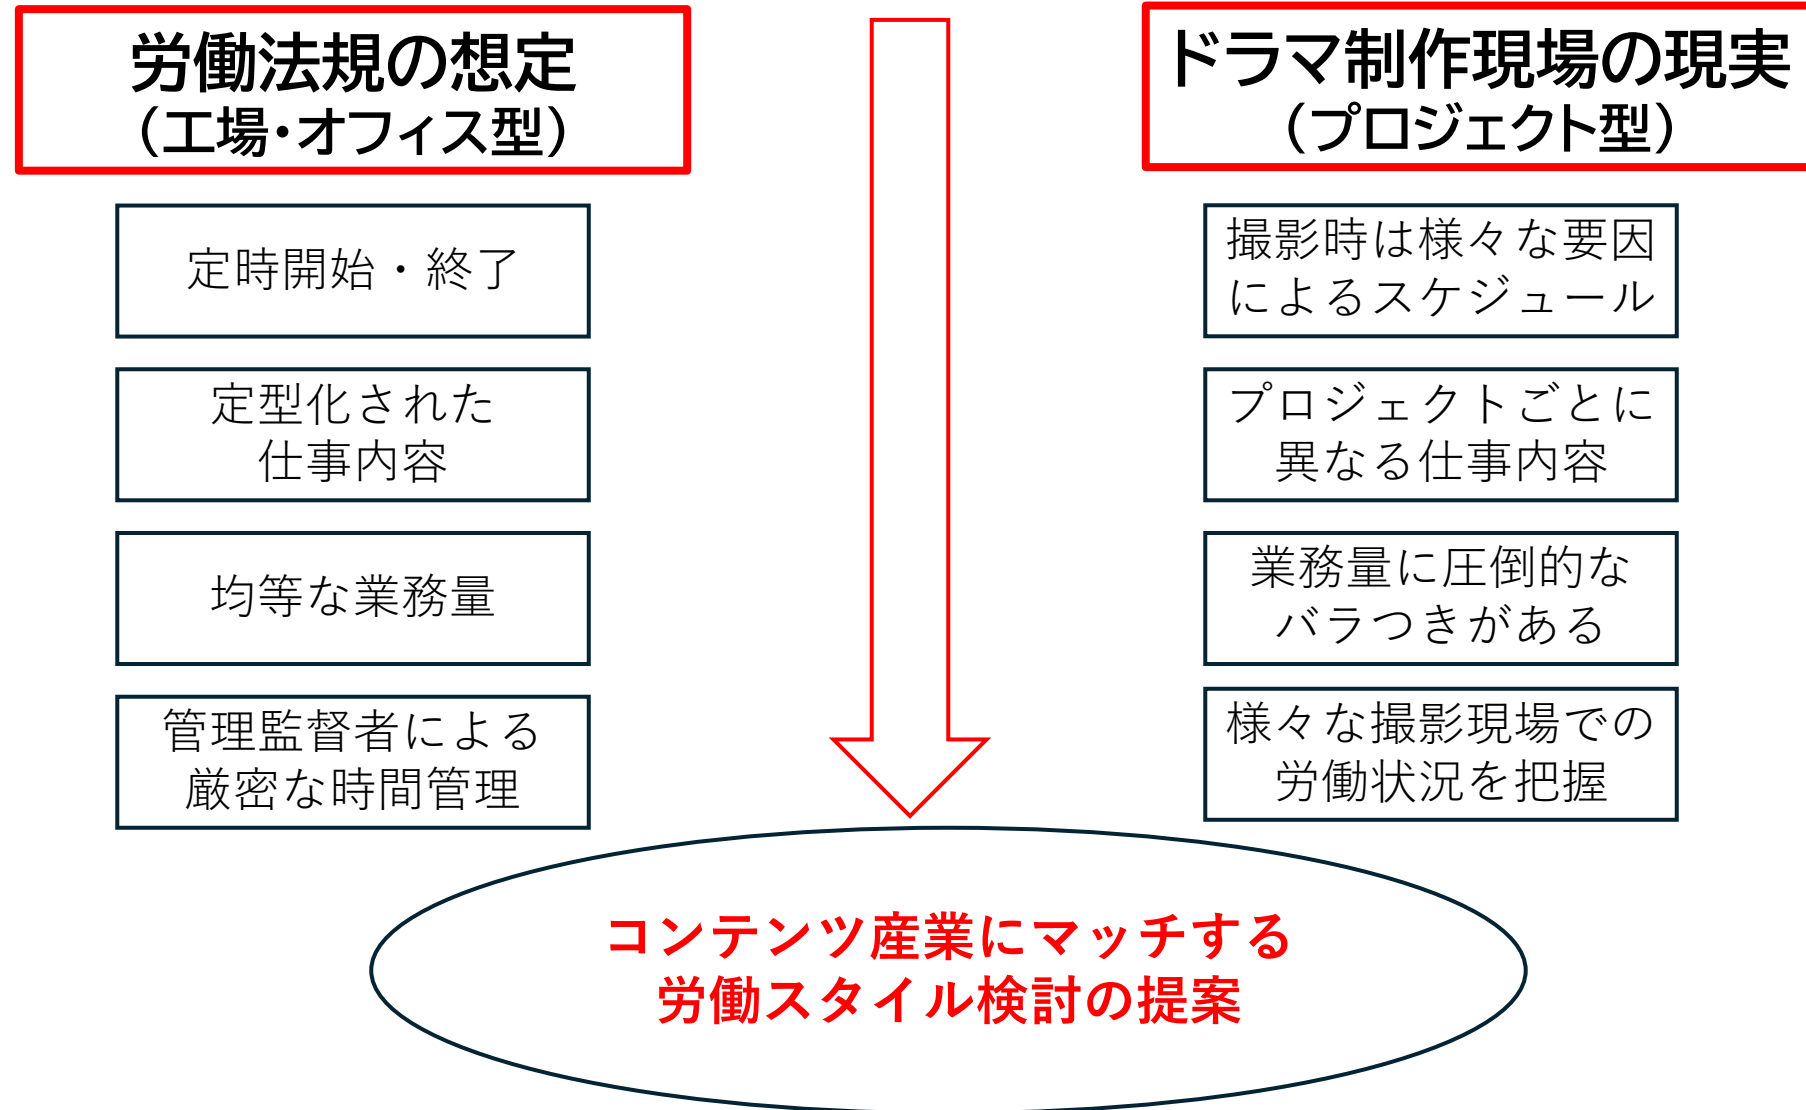 労働法規の想定
（工場・オフィス型）
定時開始・終了
定型化された
仕事内容
均等な業務量
管理監督者による
厳密な時間管理
ドラマ制作現場の現実
（プロジェクト型）
撮影時は様々な要因
によるスケジュール
プロジェクトごとに
異なる仕事内容
業務量に圧倒的な
バラつきがある
様々な撮影現場での
労働状況を把握
コンテンツ産業にマッチする
労働スタイル検討の提案